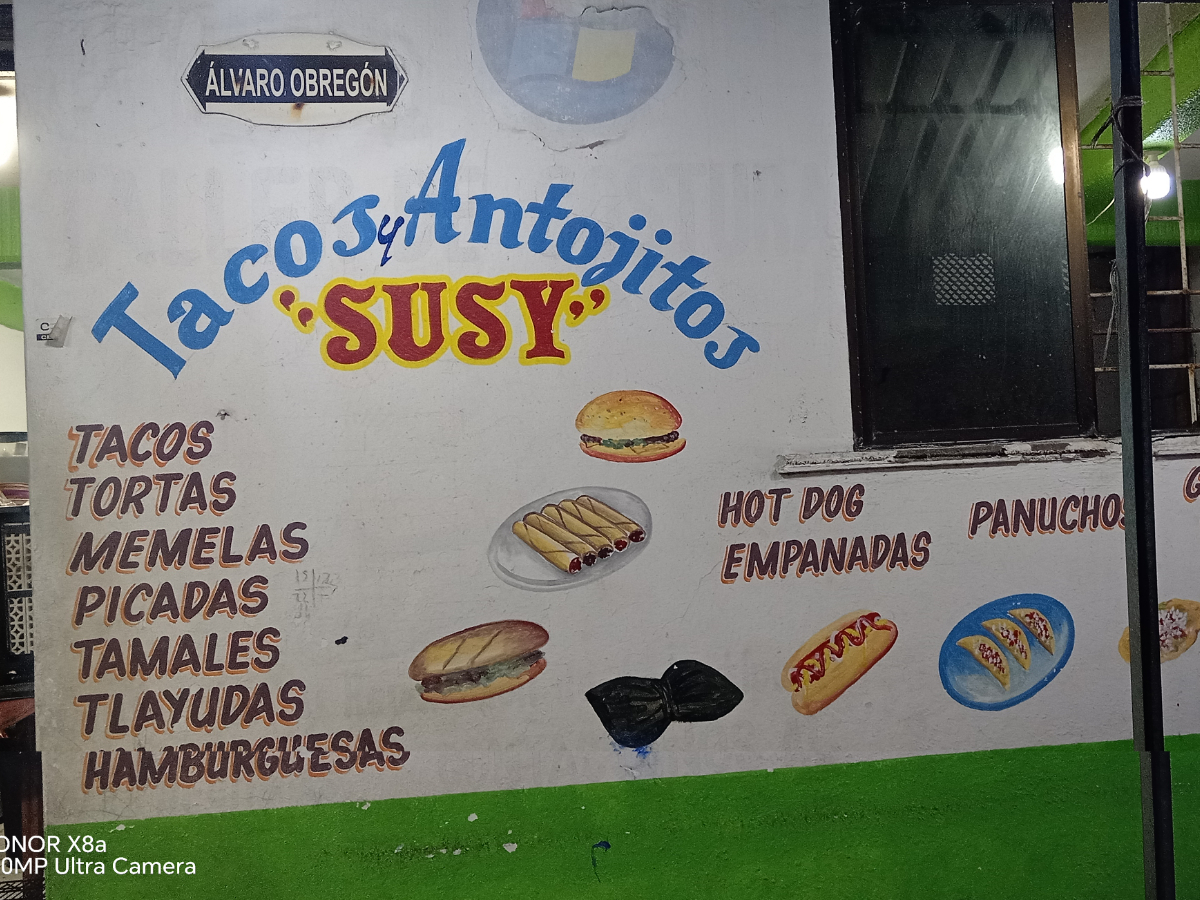 ÁLVARO OBREGÓN
Tacos y Antojitos
"SUSY"
TACOS
TORTAS
MEMELAS
PICADAS
TAMALES
TLAYUDAS
HAMBURGUESAS
HOT DOG
EMPANADAS
PANUCHOS
ONOR X8a
0MP Ultra Camera